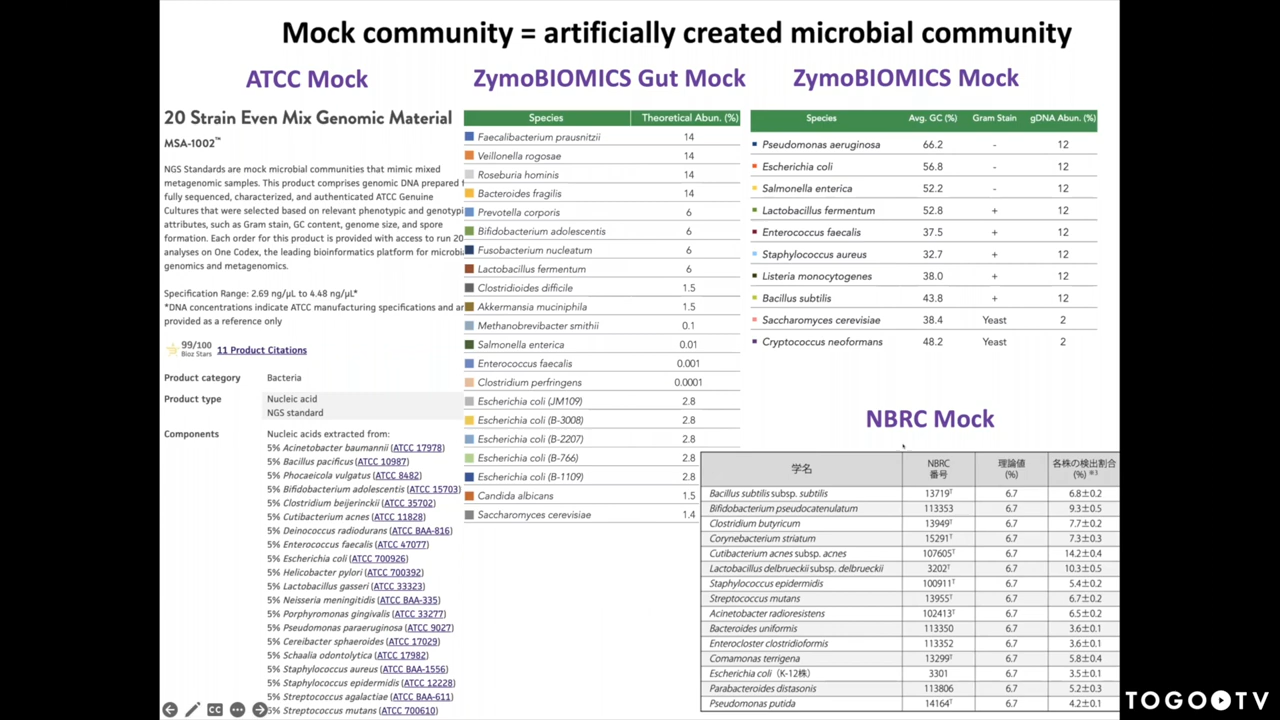 Mock community = artificially created microbial community
ATCC Mock
20 Strain Even Mix Genomic Material
MSA-1002™
NGS Standards are mock microbial communities that mimic mixed
metagenomic samples. This product comprises genomic DNA prepared f
fully sequenced, characterized, and authenticated ATCC Genuine
Cultures that were selected based on relevant phenotypic and genotypi
attributes, such as Gram stain, GC content, genome size, and spore
formation. Each order for this product is provided with access to run 20
analyses on One Codex, the leading bioinformatics platform for microbi
genomics and metagenomics.
Specification Range: 2.69 ng/µL to 4.48 ng/µL*
*DNA concentrations indicate ATCC manufacturing specifications and ar
provided as a reference only
99/100
Bioz Stars
11 Product Citations
Product category Bacteria
Product type Nucleic acid
NGS standard
Components Nucleic acids extracted from:
5% Acinetobacter baumannii (ATCC 17978)
5% Bacillus pacificus (ATCC 10987)
5% Phocaeicola vulgatus (ATCC 8482)
5% Bifidobacterium adolescentis (ATCC 15703)
5% Clostridium beijerinckii (ATCC 35702)
5% Cutibacterium acnes (ATCC 11828)
5% Deinococcus radiodurans (ATCC BAA-816)
5% Enterococcus faecalis (ATCC 47077)
5% Escherichia coli (ATCC 700926)
5% Helicobacter pylori (ATCC 700392)
5% Lactobacillus gasseri (ATCC 33323)
5% Neisseria meningitidis (ATCC BAA-335)
5% Porphyromonas gingivalis (ATCC 33277)
5% Pseudomonas paraeruginosa (ATCC 9027)
5% Cereibacter sphaeroides (ATCC 17029)
5% Schaalia odontolytica (ATCC 17982)
5% Staphylococcus aureus (ATCC BAA-1556)
5% Staphylococcus epidermidis (ATCC 12228)
5% Streptococcus agalactiae (ATCC BAA-611)
5% Streptococcus mutans (ATCC 700610)
CC
ZymoBIOMICS Gut Mock
Species Theoretical Abun. (%)
Faecalibacterium prausnitzii 14
Veillonella rogosae 14
Roseburia hominis 14
Bacteroides fragilis 14
Prevotella corporis 6
Bifidobacterium adolescentis 6
Fusobacterium nucleatum 6
Lactobacillus fermentum 6
Clostridioides difficile 1.5
Akkermansia muciniphila 1.5
Methanobrevibacter smithii 0.1
Salmonella enterica 0.01
Enterococcus faecalis 0.001
Clostridium perfringens 0.0001
Escherichia coli (JM109) 2.8
Escherichia coli (B-3008) 2.8
Escherichia coli (B-2207) 2.8
Escherichia coli (B-766) 2.8
Escherichia coli (B-1109) 2.8
Candida albicans 1.5
Saccharomyces cerevisiae 1.4
ZymoBIOMICS Mock
Species Avg. GC (%) Gram Stain gDNA Abun. (%)
Pseudomonas aeruginosa 66.2 - 12
Escherichia coli 56.8 - 12
Salmonella enterica 52.2 - 12
Lactobacillus fermentum 52.8 + 12
Enterococcus faecalis 37.5 + 12
Staphylococcus aureus 32.7 + 12
Listeria monocytogenes 38.0 + 12
Bacillus subtilis 43.8 + 12
Saccharomyces cerevisiae 38.4 Yeast 2
Cryptococcus neoformans 48.2 Yeast 2
NBRC Mock
学名 NBRC 番号 理論値 (%) 各株の検出割合 (%) ※3
Bacillus subtilis subsp. subtilis 13719ᵀ 6.7 6.8±0.2
Bifidobacterium pseudocatenulatum 113353 6.7 9.3±0.5
Clostridium butyricum 13949ᵀ 6.7 7.7±0.2
Corynebacterium striatum 15291ᵀ 6.7 7.3±0.3
Cutibacterium acnes subsp. acnes 107605ᵀ 6.7 14.2±0.4
Lactobacillus delbrueckii subsp. delbrueckii 3202ᵀ 6.7 10.3±0.5
Staphylococcus epidermidis 100911ᵀ 6.7 5.4±0.2
Streptococcus mutans 13955ᵀ 6.7 6.7±0.2
Acinetobacter radioresistens 102413ᵀ 6.7 6.5±0.2
Bacteroides uniformis 113350 6.7 3.6±0.1
Enterocloster clostridioformis 113352 6.7 3.6±0.1
Comamonas terrigena 13299ᵀ 6.7 5.8±0.4
Escherichia coli (K-12株) 3301 6.7 3.5±0.1
Parabacteroides distasonis 113806 6.7 5.2±0.3
Pseudomonas putida 14164ᵀ 6.7 4.2±0.1
TOGO TV